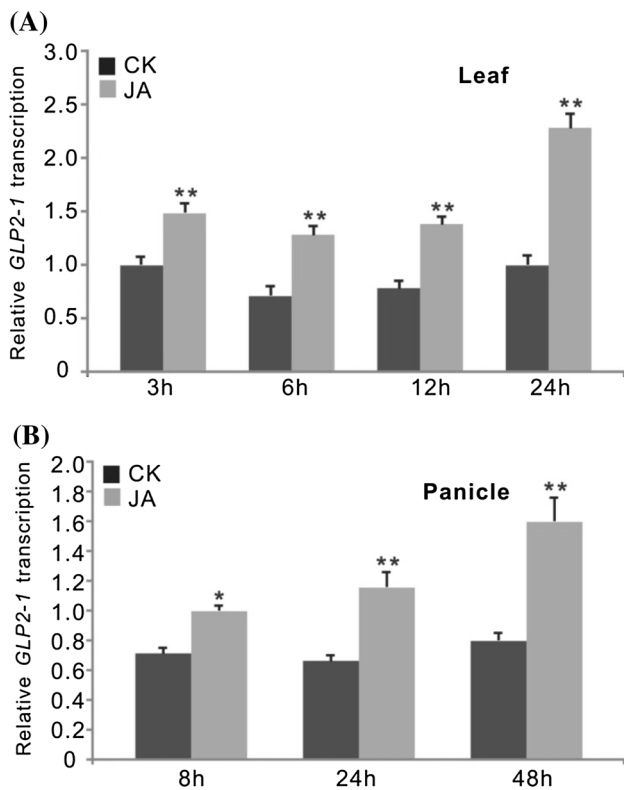 (A)
Relative GLP2-1 transcription
3.0
2.5
2.0
1.5
1.0
0.5
0
CK
JA
Leaf
**
**
**
**
3h 6h 12h 24h
(B)
Relative GLP2-1 transcription
2.0
1.8
1.6
1.4
1.2
1.0
0.8
0.6
0.4
0.2
0
CK
JA
Panicle
*
**
**
8h 24h 48h